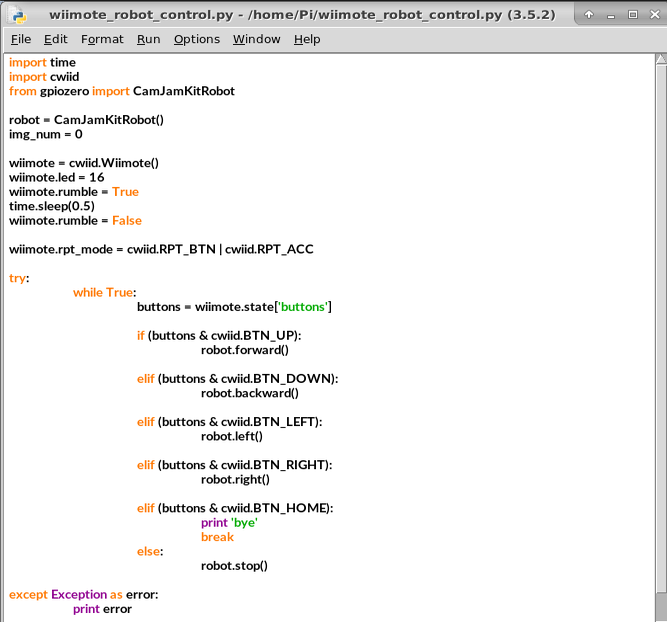 wiimote_robot_control.py - /home/Pi/wiimote_robot_control.py (3.5.2)
File Edit Format Run Options Window Help
import time
import cwiid
from gpiozero import CamJamKitRobot
robot = CamJamKitRobot()
img_num = 0
wiimote = cwiid.Wiimote()
wiimote.led = 16
wiimote.rumble = True
time.sleep(0.5)
wiimote.rumble = False
wiimote.rpt_mode = cwiid.RPT_BTN | cwiid.RPT_ACC
try:
while True:
buttons = wiimote.state['buttons']
if (buttons & cwiid.BTN_UP):
robot.forward()
elif (buttons & cwiid.BTN_DOWN):
robot.backward()
elif (buttons & cwiid.BTN_LEFT):
robot.left()
elif (buttons & cwiid.BTN_RIGHT):
robot.right()
elif (buttons & cwiid.BTN_HOME):
print 'bye'
break
else:
robot.stop()
except Exception as error:
print error